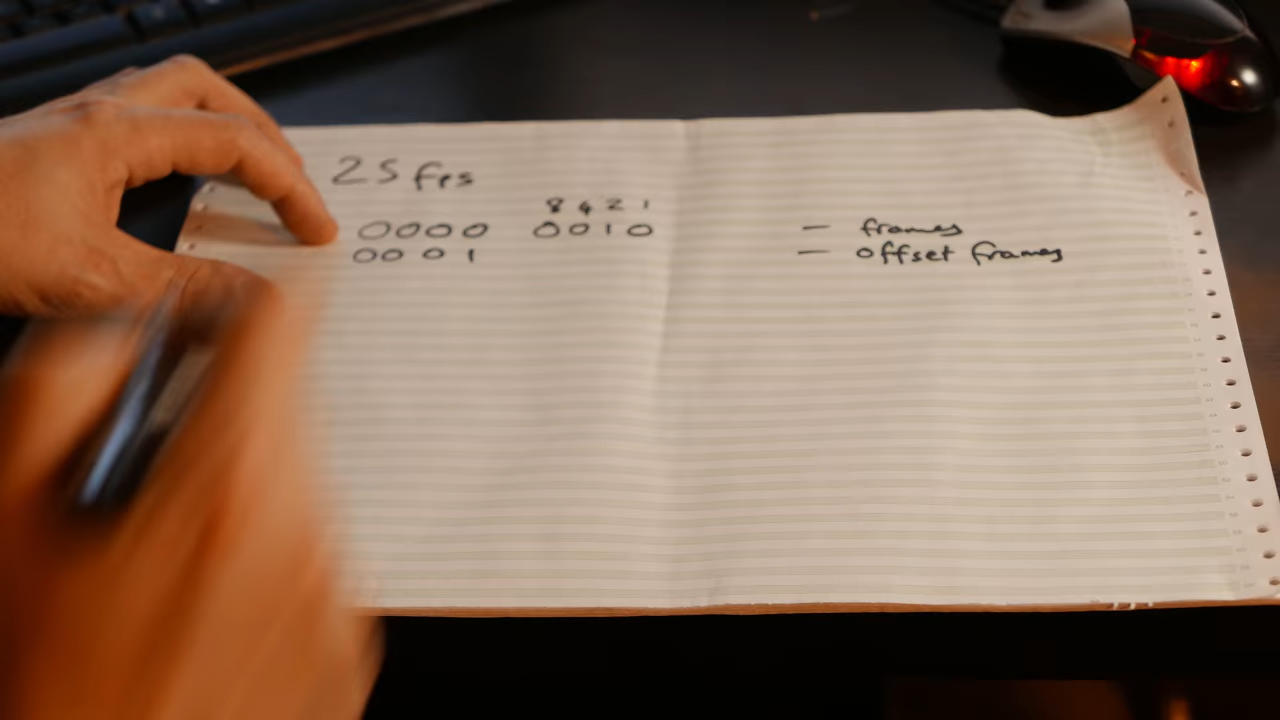 25 fps
8 4 2 1
0000 0010 — frames
0001 — offset frames